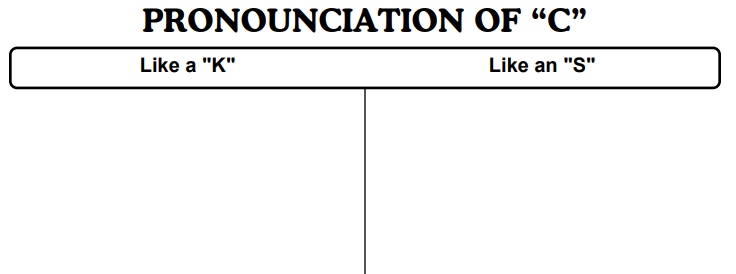 PRONOUNCIATION OF “C”
Like a "K" Like an "S"